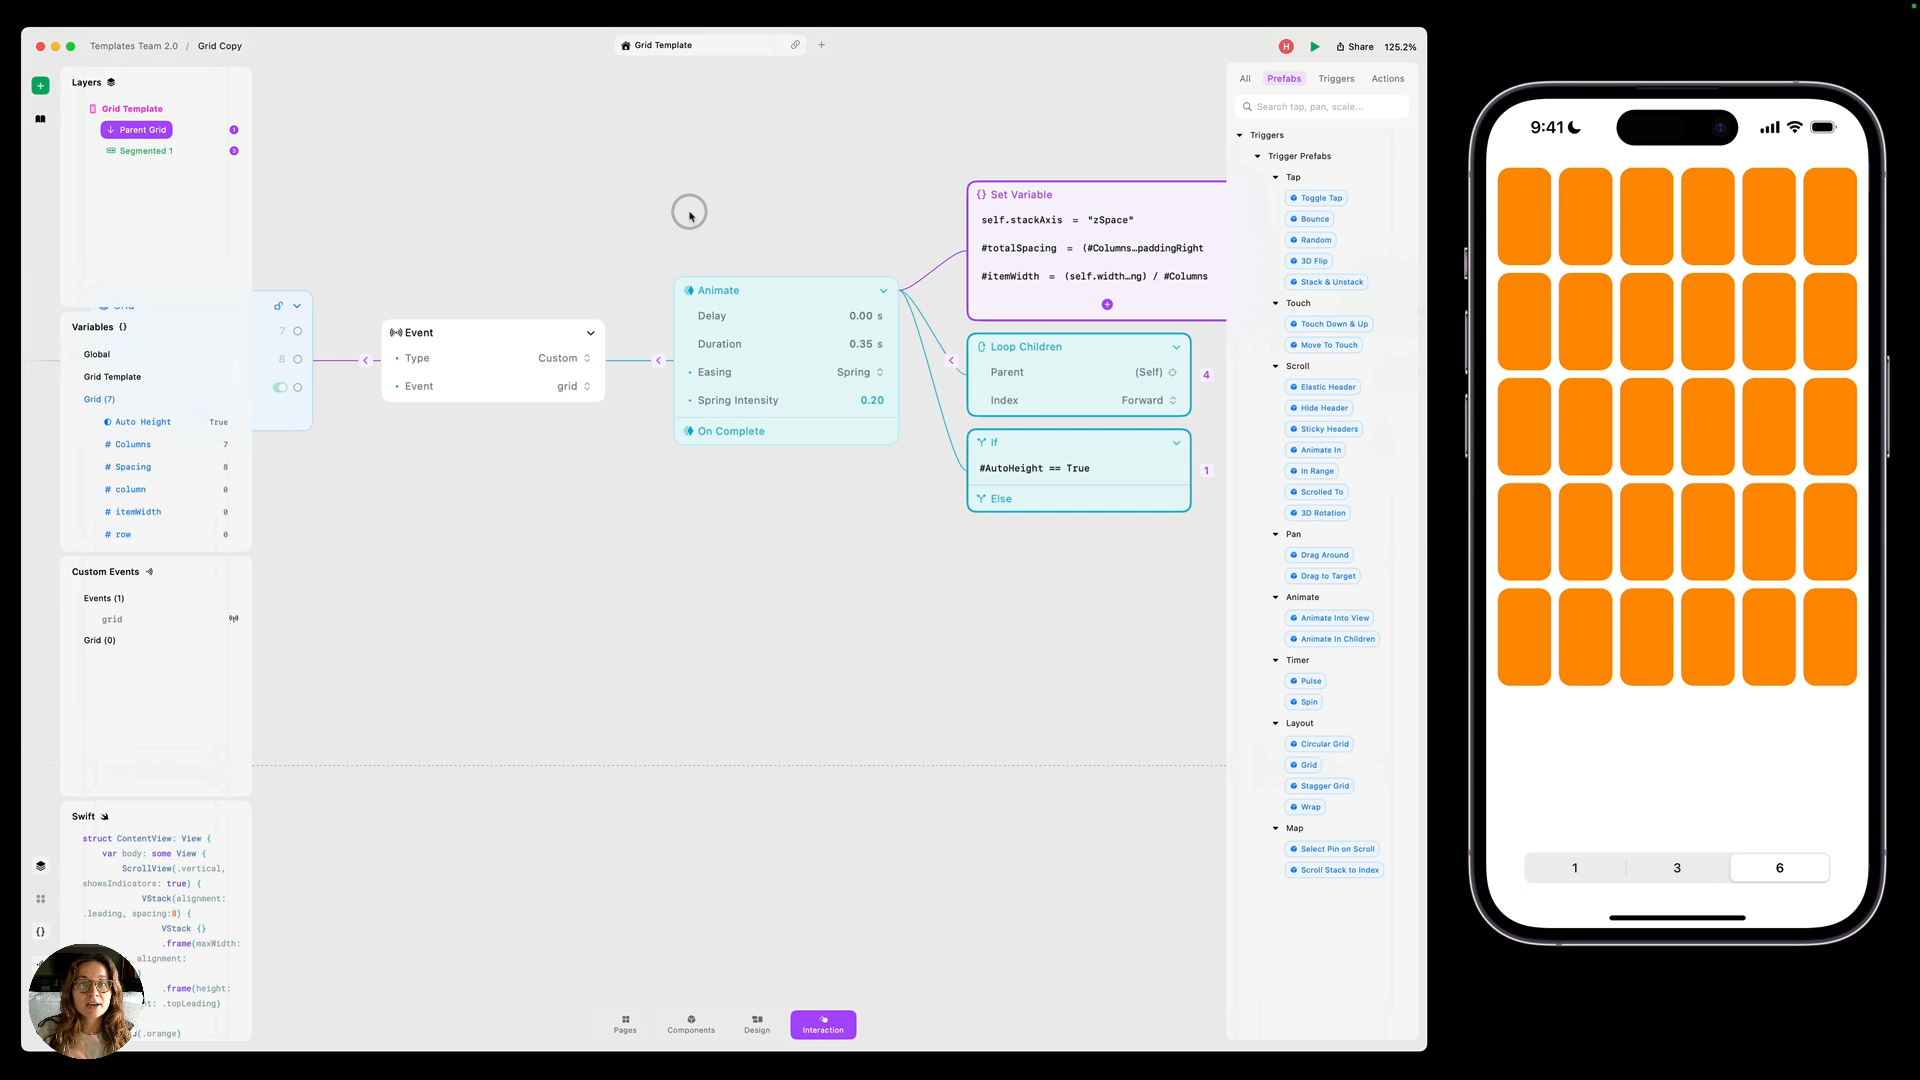 Templates Team 2.0 / Grid Copy
Grid Template
H
Share
125.2%
Layers
Grid Template
Parent Grid
1
Segmented 1
3
Grid
7
8
Variables {}
Global
Grid Template
Grid (7)
Auto Height True
# Columns 7
# Spacing 8
# column 0
# itemWidth 0
# row 0
Custom Events
Events (1)
grid
Grid (0)
Swift
struct ContentView: View {
var body: some View {
ScrollView(.vertical,
showsIndicators: true) {
VStack(alignment:
.leading, spacing:8) {
VStack {}
.frame(maxWidth:
alignment:
.frame(height:
.topLeading)
(.orange)
Event
Type Custom
Event grid
Animate
Delay 0.00 s
Duration 0.35 s
Easing Spring
Spring Intensity 0.20
On Complete
{} Set Variable
self.stackAxis = "zSpace"
#totalSpacing = (#Columns…paddingRight
#itemWidth = (self.width…ng) / #Columns
Loop Children
Parent (Self)
Index Forward
4
If
#AutoHeight == True
Else
1
Pages
Components
Design
Interaction
All
Prefabs
Triggers
Actions
Search tap, pan, scale...
Triggers
Trigger Prefabs
Tap
Toggle Tap
Bounce
Random
3D Flip
Stack & Unstack
Touch
Touch Down & Up
Move To Touch
Scroll
Elastic Header
Hide Header
Sticky Headers
Animate In
In Range
Scrolled To
3D Rotation
Pan
Drag Around
Drag to Target
Animate
Animate Into View
Animate In Children
Timer
Pulse
Spin
Layout
Circular Grid
Grid
Stagger Grid
Wrap
Map
Select Pin on Scroll
Scroll Stack to Index
9:41
1
3
6